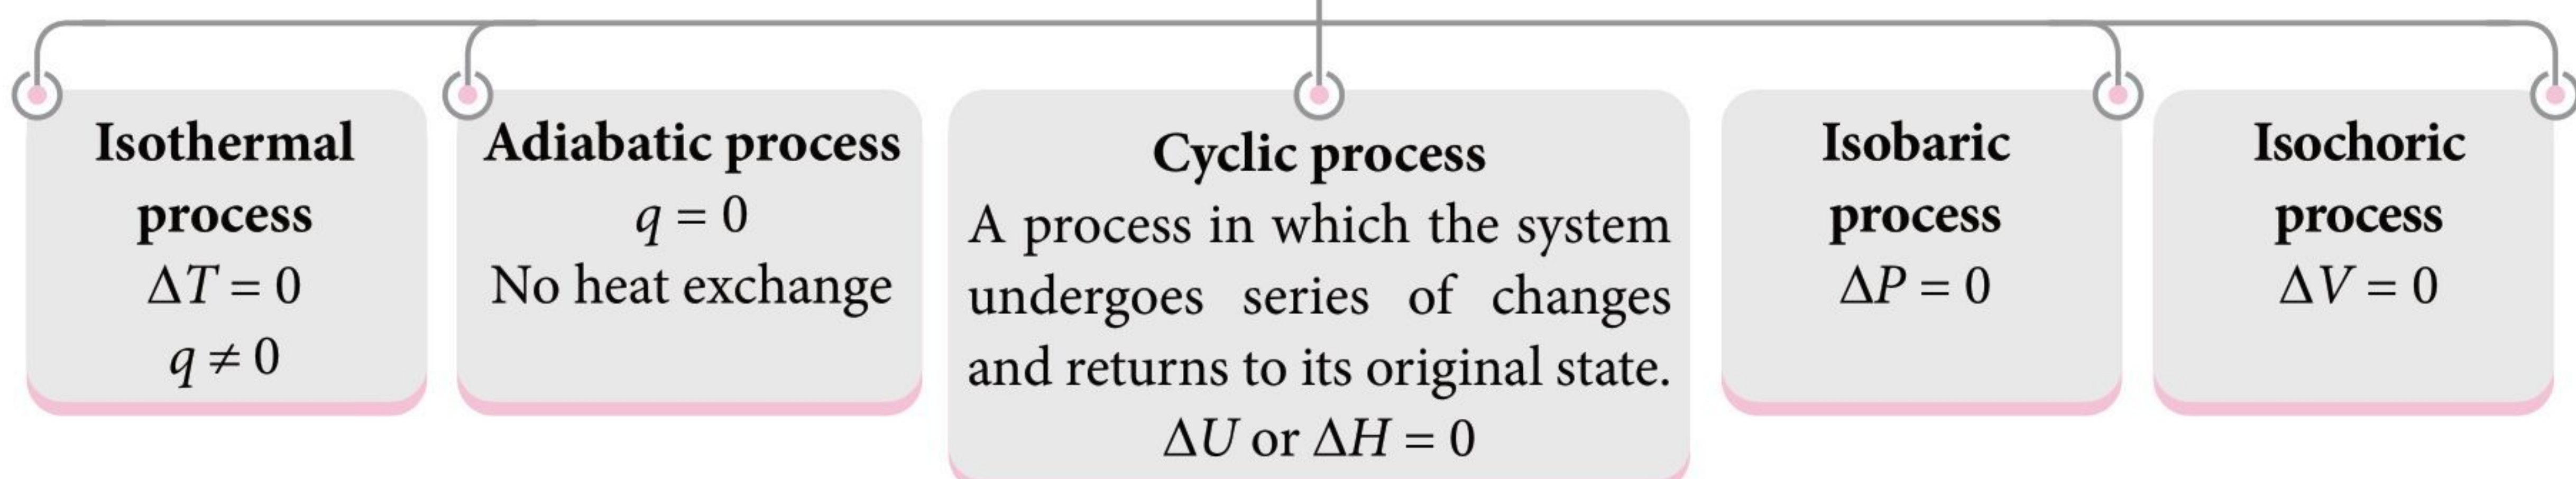 Isothermal
process
ΔT = 0
q ≠ 0
Adiabatic process
q = 0
No heat exchange
Cyclic process
A process in which the system
undergoes series of changes
and returns to its original state.
ΔU or ΔH = 0
Isobaric
process
ΔP = 0
Isochoric
process
ΔV = 0